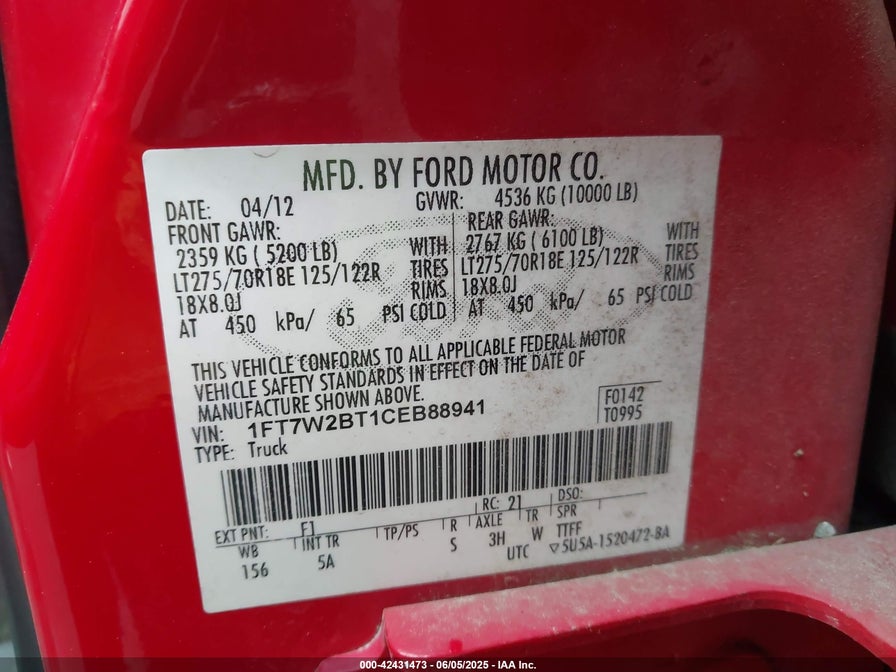 MFD. BY FORD MOTOR CO.
DATE: 04/12 GVWR: 4536 KG (10000 LB)
FRONT GAWR: REAR GAWR:
2359 KG ( 5200 LB) WITH 2767 KG ( 6100 LB) WITH
LT275/70R18E 125/122R TIRES LT275/70R18E 125/122R TIRES
18X8.0J RIMS 18X8.0J RIMS
AT 450 kPa/ 65 PSI COLD AT 450 kPa/ 65 PSI COLD
THIS VEHICLE CONFORMS TO ALL APPLICABLE FEDERAL MOTOR
VEHICLE SAFETY STANDARDS IN EFFECT ON THE DATE OF
MANUFACTURE SHOWN ABOVE.
VIN: 1FT7W2BT1CEB88941 F0142
TYPE: Truck T0995
RC: 21 DSO:
EXT PNT: F1 TP/PS R AXLE TR SPR
WB INT TR S 3H W TTFF
156 5A UTC ▽5U5A-1520472-BA
000-42431473 - 06/05/2025 - IAA Inc.